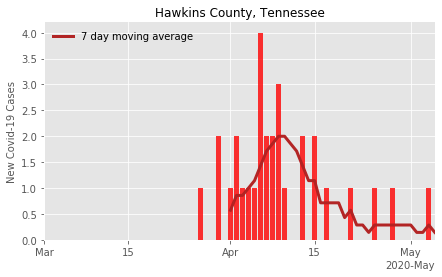 Hawkins County, Tennessee
7 day moving average
New Covid-19 Cases
4.0
3.5
3.0
2.5
2.0
1.5
1.0
0.5
0.0
Mar 15 Apr 15 May
2020-May